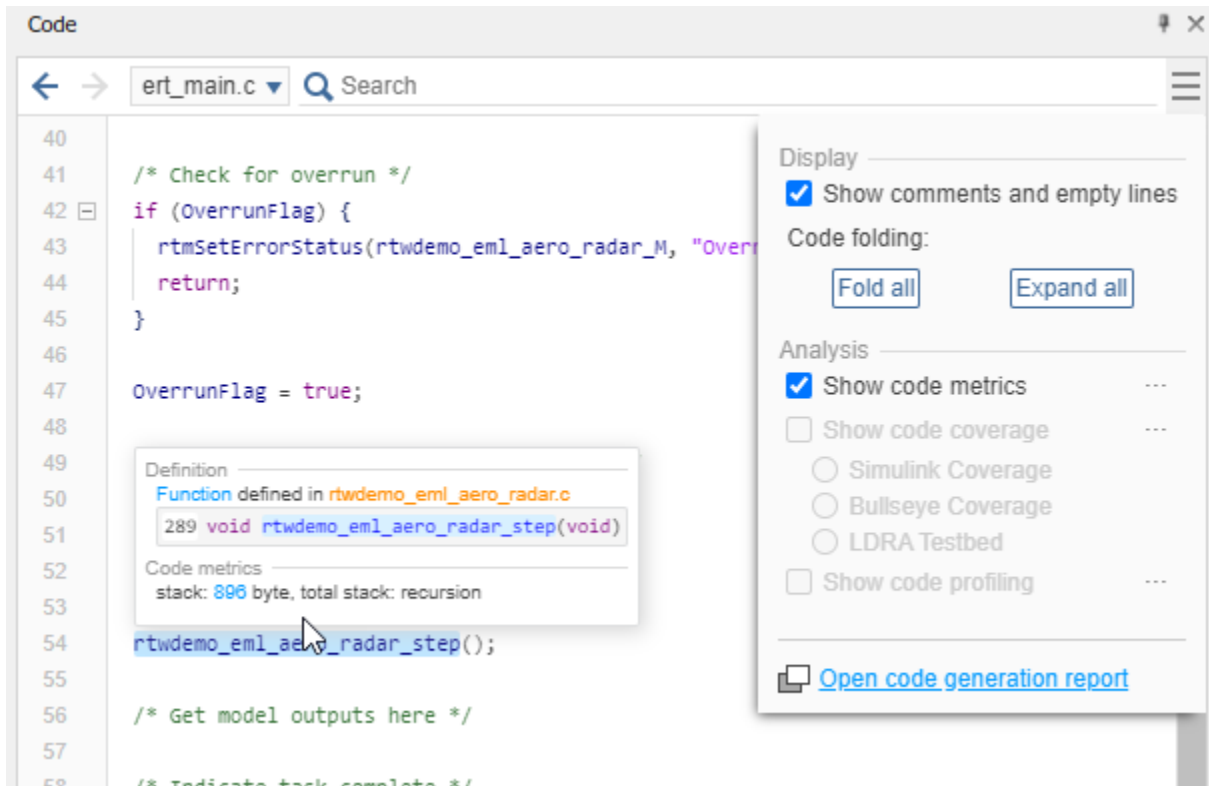 Code
ert_main.c Search
40
41 /* Check for overrun */
42 if (OverrunFlag) {
43 rtmSetErrorStatus(rtwdemo_eml_aero_radar_M, "Overr
44 return;
45 }
46
47 OverrunFlag = true;
48
49
50
51
52
53
54 rtwdemo_eml_aero_radar_step();
55
56 /* Get model outputs here */
57
58 /* Indicate task complete */
Definition
Function defined in rtwdemo_eml_aero_radar.c
289 void rtwdemo_eml_aero_radar_step(void)
Code metrics
stack: 896 byte, total stack: recursion
Display
Show comments and empty lines
Code folding:
Fold all Expand all
Analysis
Show code metrics ---
Show code coverage ---
Simulink Coverage
Bullseye Coverage
LDRA Testbed
Show code profiling ---
Open code generation report